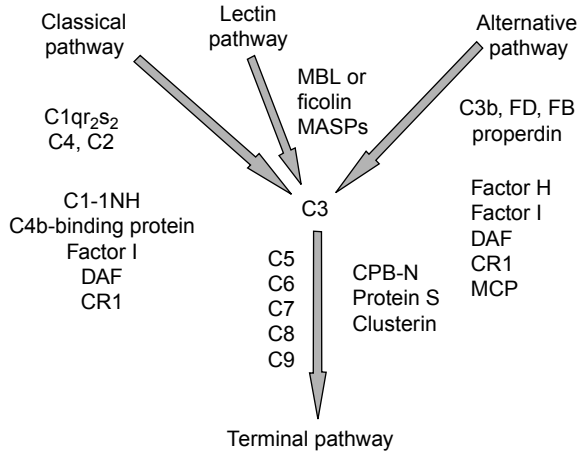 Classical
pathway
Lectin
pathway
Alternative
pathway
MBL or
ficolin
MASPs
C1qr₂s₂
C4, C2
C3b, FD, FB
properdin
C1-1NH
C4b-binding protein
Factor I
DAF
CR1
C3
Factor H
Factor I
DAF
CR1
MCP
C5
C6
C7
C8
C9
CPB-N
Protein S
Clusterin
Terminal pathway